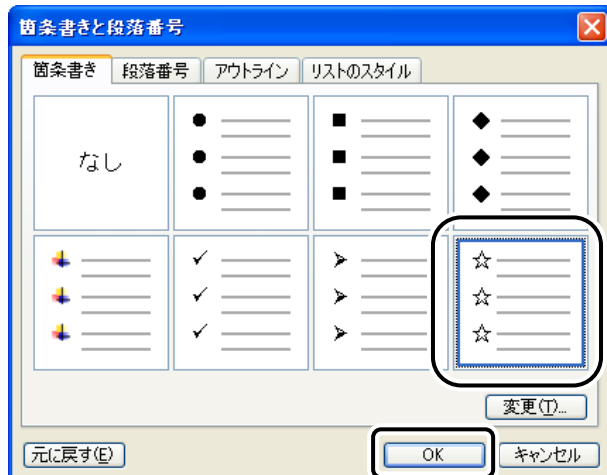 箇条書きと段落番号
箇条書き 段落番号 アウトライン リストのスタイル
なし
変更(T)...
元に戻す(E) OK キャンセル